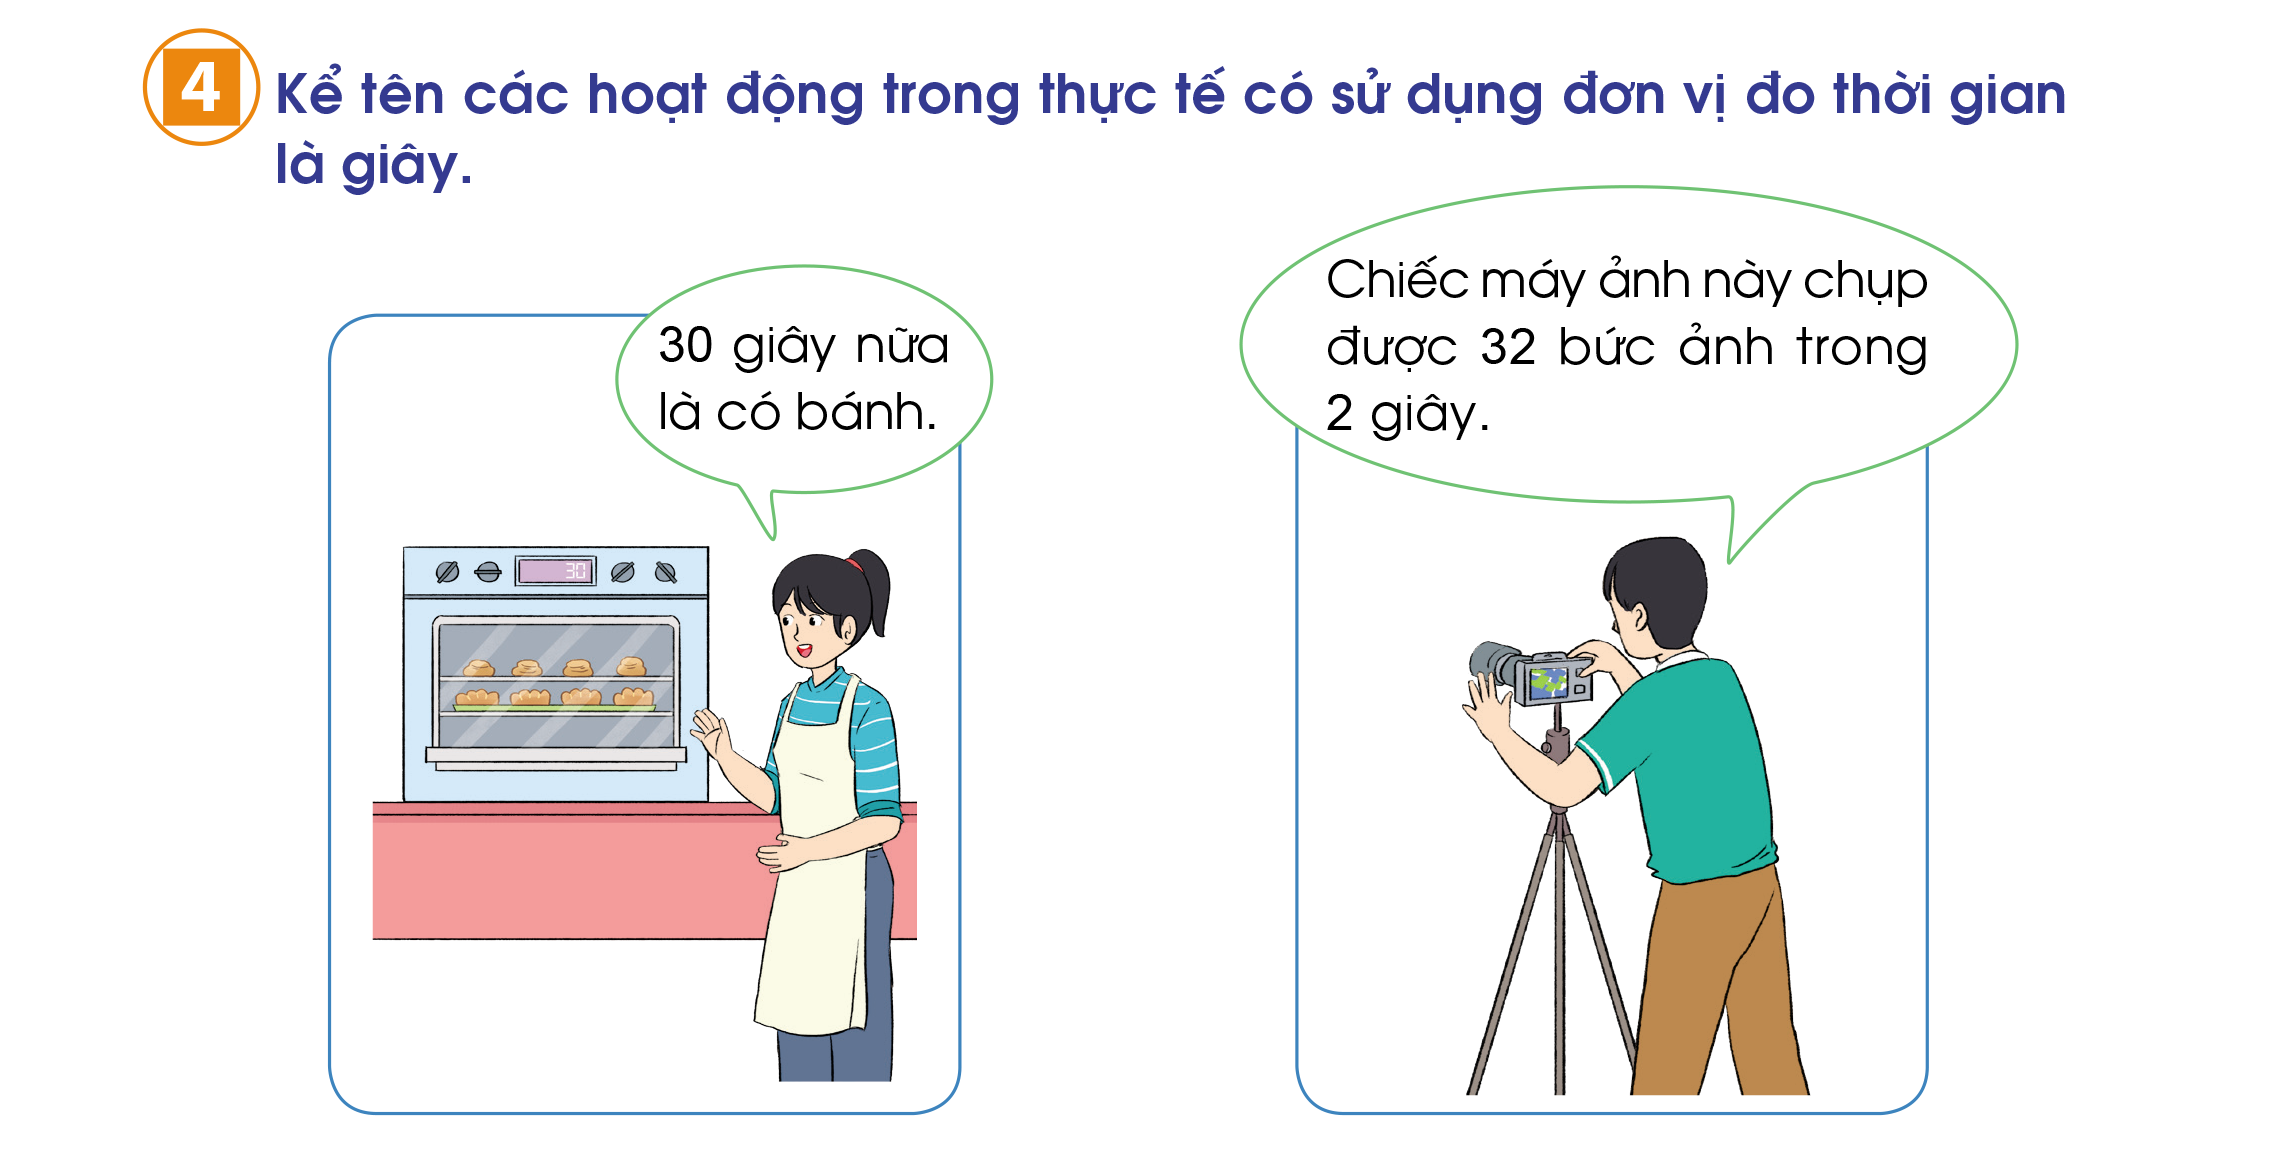 4 Kể tên các hoạt động trong thực tế có sử dụng đơn vị đo thời gian
là giây.
30 giây nữa
là có bánh.
30
Chiếc máy ảnh này chụp
được 32 bức ảnh trong
2 giây.